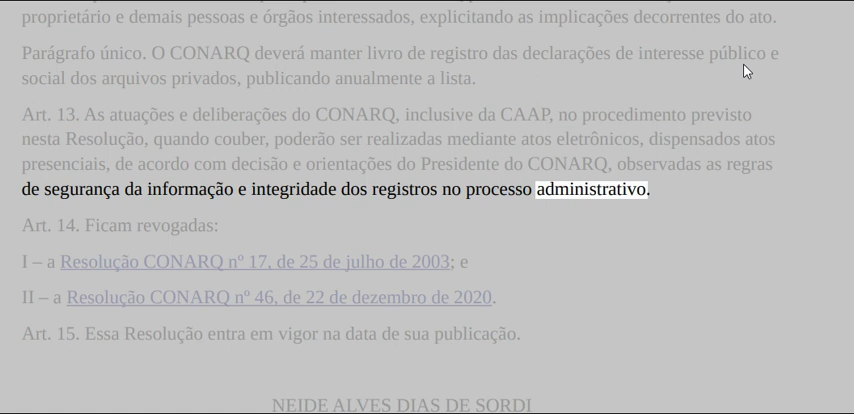 proprietário e demais pessoas e órgãos interessados, explicitando as implicações decorrentes do ato.
Parágrafo único. O CONARQ deverá manter livro de registro das declarações de interesse público e
social dos arquivos privados, publicando anualmente a lista.
Art. 13. As atuações e deliberações do CONARQ, inclusive da CAAP, no procedimento previsto
nesta Resolução, quando couber, poderão ser realizadas mediante atos eletrônicos, dispensados atos
presenciais, de acordo com decisão e orientações do Presidente do CONARQ, observadas as regras
de segurança da informação e integridade dos registros no processo administrativo.
Art. 14. Ficam revogadas:
I – a Resolução CONARQ nº 17, de 25 de julho de 2003; e
II – a Resolução CONARQ nº 46, de 22 de dezembro de 2020.
Art. 15. Essa Resolução entra em vigor na data de sua publicação.
NEIDE ALVES DIAS DE SORDI